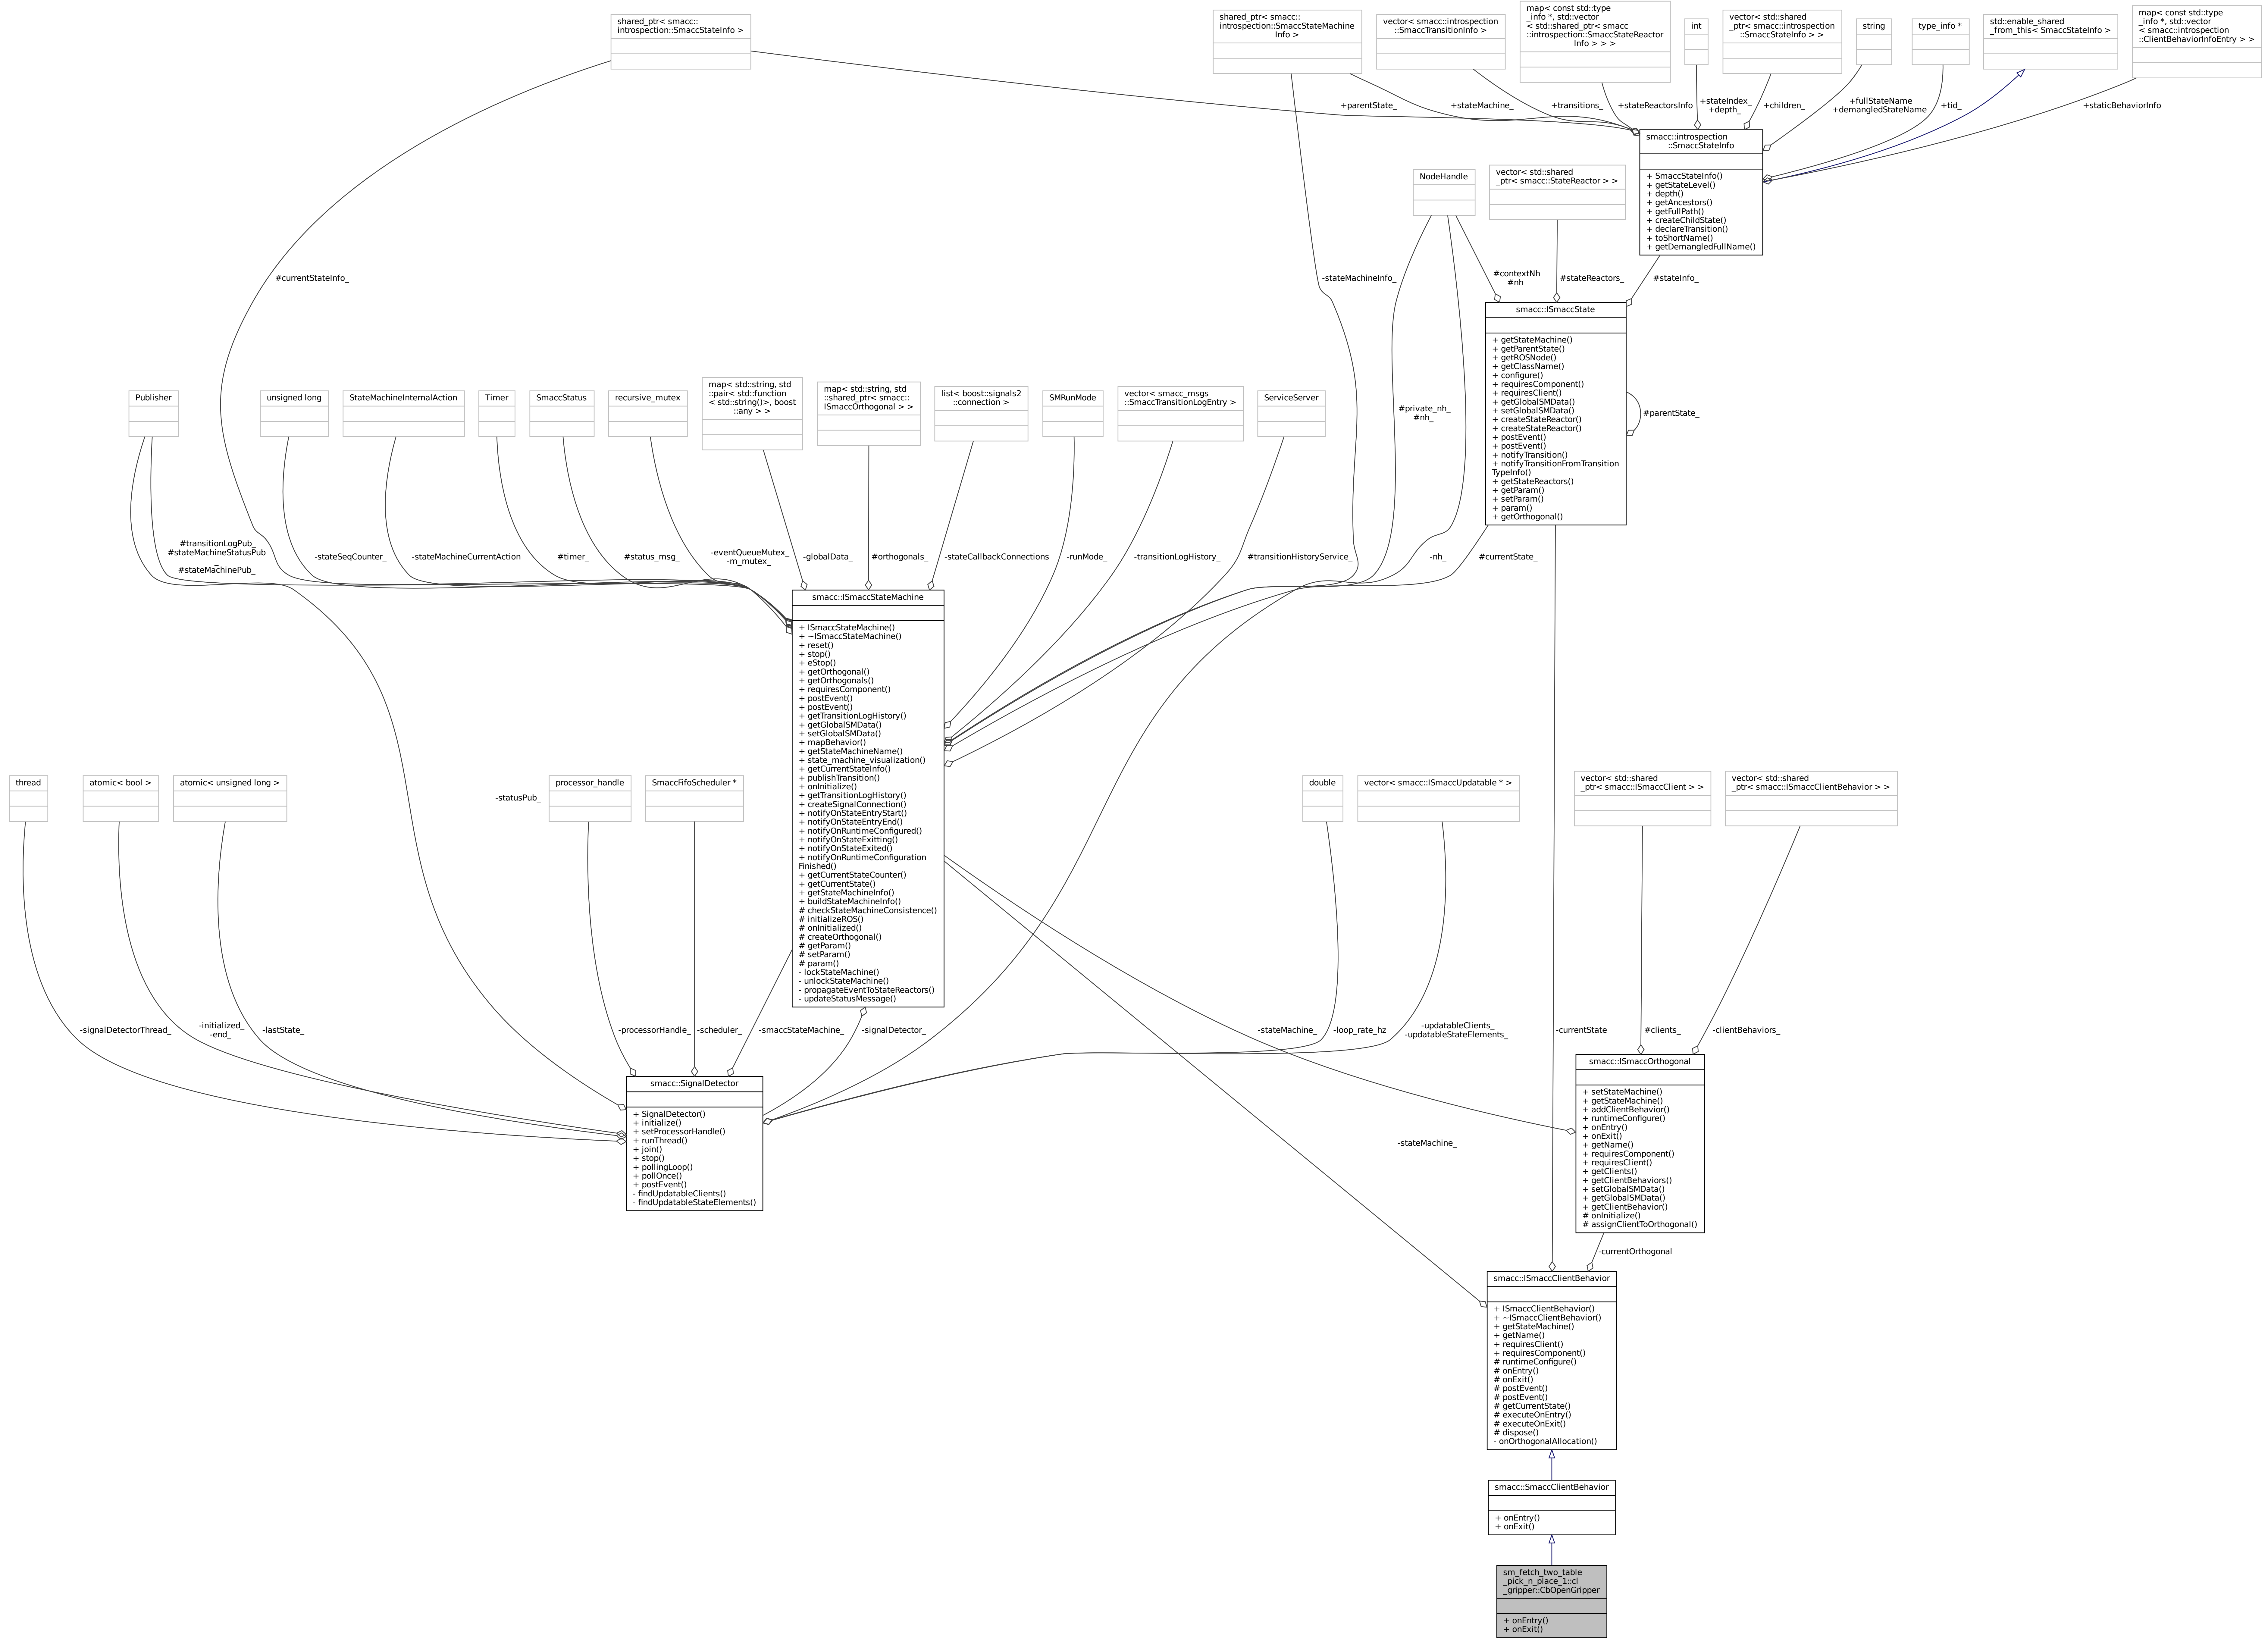 shared_ptr< smacc::
introspection::SmaccStateInfo >
shared_ptr< smacc::
introspection::SmaccStateMachine
Info >
vector< smacc::introspection
::SmaccTransitionInfo >
map< const std::type
_info *, std::vector
< std::shared_ptr< smacc
::introspection::SmaccStateReactor
Info > > >
int
vector< std::shared
_ptr< smacc::introspection
::SmaccStateInfo > >
string
type_info *
std::enable_shared
_from_this< SmaccStateInfo >
map< const std::type
_info *, std::vector
< smacc::introspection
::ClientBehaviorInfoEntry > >
+parentState_
+stateMachine_
+transitions_
+stateReactorsInfo
+stateIndex_
+depth_
+children_
+fullStateName
+demangledStateName
+tid_
+staticBehaviorInfo
smacc::introspection
::SmaccStateInfo
+ SmaccStateInfo()
+ getStateLevel()
+ depth()
+ getAncestors()
+ getFullPath()
+ createChildState()
+ declareTransition()
+ toShortName()
+ getDemangledFullName()
NodeHandle
vector< std::shared
_ptr< smacc::StateReactor > >
#currentStateInfo_
-stateMachineInfo_
#contextNh
#nh
#stateReactors_
#stateInfo_
smacc::ISmaccState
+ getStateMachine()
+ getParentState()
+ getROSNode()
+ getClassName()
+ configure()
+ requiresComponent()
+ requiresClient()
+ getGlobalSMData()
+ setGlobalSMData()
+ createStateReactor()
+ createStateReactor()
+ postEvent()
+ postEvent()
+ notifyTransition()
+ notifyTransitionFromTransition
TypeInfo()
+ getStateReactors()
+ getParam()
+ setParam()
+ param()
+ getOrthogonal()
#parentState_
#private_nh_
#nh_
Publisher
unsigned long
StateMachineInternalAction
Timer
SmaccStatus
recursive_mutex
map< std::string, std
::pair< std::function
< std::string()>, boost
::any > >
map< std::string, std
::shared_ptr< smacc::
ISmaccOrthogonal > >
list< boost::signals2
::connection >
SMRunMode
vector< smacc_msgs
::SmaccTransitionLogEntry >
ServiceServer
#transitionLogPub_
#stateMachineStatusPub
_
#stateMachinePub_
-stateSeqCounter_
-stateMachineCurrentAction
#timer_
#status_msg_
-eventQueueMutex_
-m_mutex_
-globalData_
#orthogonals_
-stateCallbackConnections
-runMode_
-transitionLogHistory_
#transitionHistoryService_
-nh_
#currentState_
smacc::ISmaccStateMachine
+ ISmaccStateMachine()
+ ~ISmaccStateMachine()
+ reset()
+ stop()
+ eStop()
+ getOrthogonal()
+ getOrthogonals()
+ requiresComponent()
+ postEvent()
+ postEvent()
+ getTransitionLogHistory()
+ getGlobalSMData()
+ setGlobalSMData()
+ mapBehavior()
+ getStateMachineName()
+ state_machine_visualization()
+ getCurrentStateInfo()
+ publishTransition()
+ onInitialize()
+ getTransitionLogHistory()
+ createSignalConnection()
+ notifyOnStateEntryStart()
+ notifyOnStateEntryEnd()
+ notifyOnRuntimeConfigured()
+ notifyOnStateExitting()
+ notifyOnStateExited()
+ notifyOnRuntimeConfiguration
Finished()
+ getCurrentStateCounter()
+ getCurrentState()
+ getStateMachineInfo()
+ buildStateMachineInfo()
# checkStateMachineConsistence()
# initializeROS()
# onInitialized()
# createOrthogonal()
# getParam()
# setParam()
# param()
- lockStateMachine()
- unlockStateMachine()
- propagateEventToStateReactors()
- updateStatusMessage()
thread
atomic< bool >
atomic< unsigned long >
-statusPub_
processor_handle
SmaccFifoScheduler *
double
vector< smacc::ISmaccUpdatable * >
vector< std::shared
_ptr< smacc::ISmaccClient > >
vector< std::shared
_ptr< smacc::ISmaccClientBehavior > >
-signalDetectorThread_
-initialized_
-end_
-lastState_
-processorHandle_
-scheduler_
-smaccStateMachine_
-signalDetector_
-stateMachine_
-loop_rate_hz
-updatableClients_
-updatableStateElements_
-currentState
#clients_
-clientBehaviors_
smacc::SignalDetector
+ SignalDetector()
+ initialize()
+ setProcessorHandle()
+ runThread()
+ join()
+ stop()
+ pollingLoop()
+ pollOnce()
+ postEvent()
- findUpdatableClients()
- findUpdatableStateElements()
smacc::ISmaccOrthogonal
+ setStateMachine()
+ getStateMachine()
+ addClientBehavior()
+ runtimeConfigure()
+ onEntry()
+ onExit()
+ getName()
+ requiresComponent()
+ requiresClient()
+ getClients()
+ getClientBehaviors()
+ setGlobalSMData()
+ getGlobalSMData()
+ getClientBehavior()
# onInitialize()
# assignClientToOrthogonal()
-stateMachine_
-currentOrthogonal
smacc::ISmaccClientBehavior
+ ISmaccClientBehavior()
+ ~ISmaccClientBehavior()
+ getStateMachine()
+ getName()
+ requiresClient()
+ requiresComponent()
# runtimeConfigure()
# onEntry()
# onExit()
# postEvent()
# postEvent()
# getCurrentState()
# executeOnEntry()
# executeOnExit()
# dispose()
- onOrthogonalAllocation()
smacc::SmaccClientBehavior
+ onEntry()
+ onExit()
sm_fetch_two_table
_pick_n_place_1::cl
_gripper::CbOpenGripper
+ onEntry()
+ onExit()